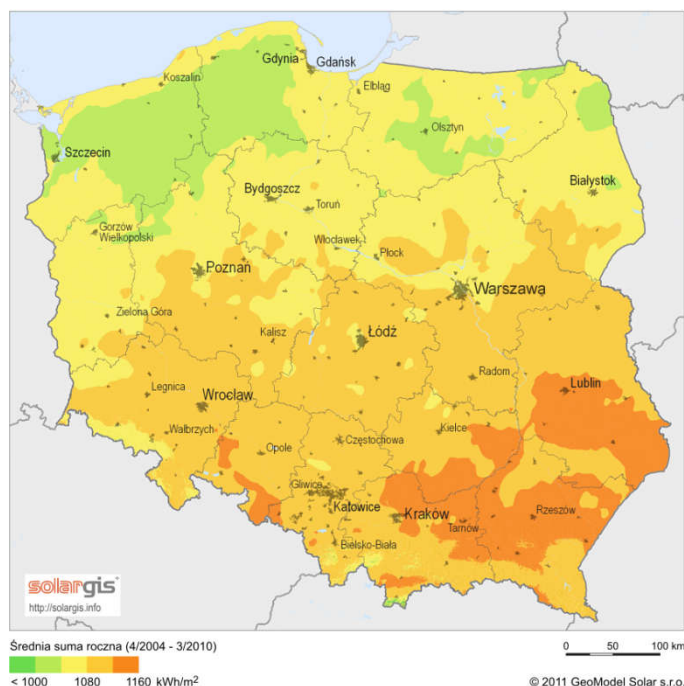 Gdynia
Gdańsk
Koszalin
Elbląg
Olsztyn
Szczecin
Białystok
Bydgoszcz
Toruń
Gorzów
Wielkopolski
Włocławek
Płock
Poznań
Warszawa
Zielona Góra
Kalisz
Łódź
Radom
Lublin
Legnica
Wrocław
Wałbrzych
Opole
Częstochowa
Kielce
Gliwice
Katowice
Kraków
Tarnów
Rzeszów
Bielsko-Biała
solargis
http://solargis.info
Średnia suma roczna (4/2004 - 3/2010)
0 50 100 km
< 1000 1080 1160 kWh/m²
© 2011 GeoModel Solar s.r.o.